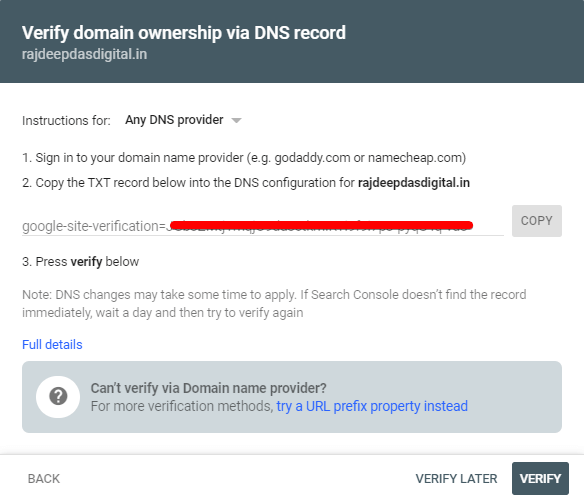 Verify domain ownership via DNS record
rajdeepdasdigital.in
Instructions for: Any DNS provider
1. Sign in to your domain name provider (e.g. godaddy.com or namecheap.com)
2. Copy the TXT record below into the DNS configuration for rajdeepdasdigital.in
google-site-verification=
COPY
3. Press verify below
Note: DNS changes may take some time to apply. If Search Console doesn't find the record
immediately, wait a day and then try to verify again
Full details
Can't verify via Domain name provider?
For more verification methods, try a URL prefix property instead
BACK VERIFY LATER VERIFY